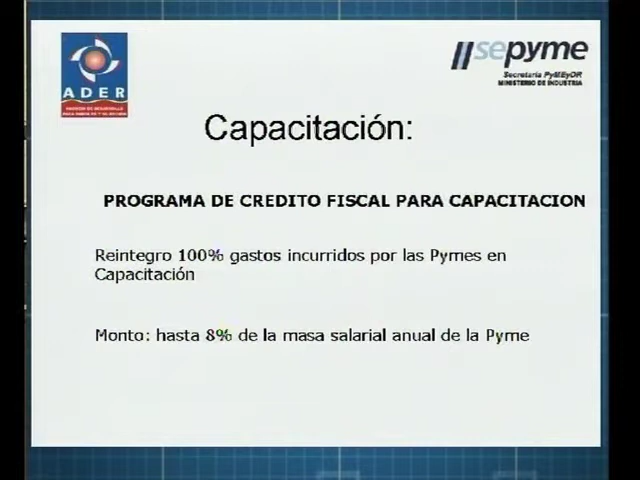 ADER
sepyme
Secretaría PyMEyDR
MINISTERIO DE INDUSTRIA
Capacitación:
PROGRAMA DE CREDITO FISCAL PARA CAPACITACION
Reintegro 100% gastos incurridos por las Pymes en
Capacitación
Monto: hasta 8% de la masa salarial anual de la Pyme